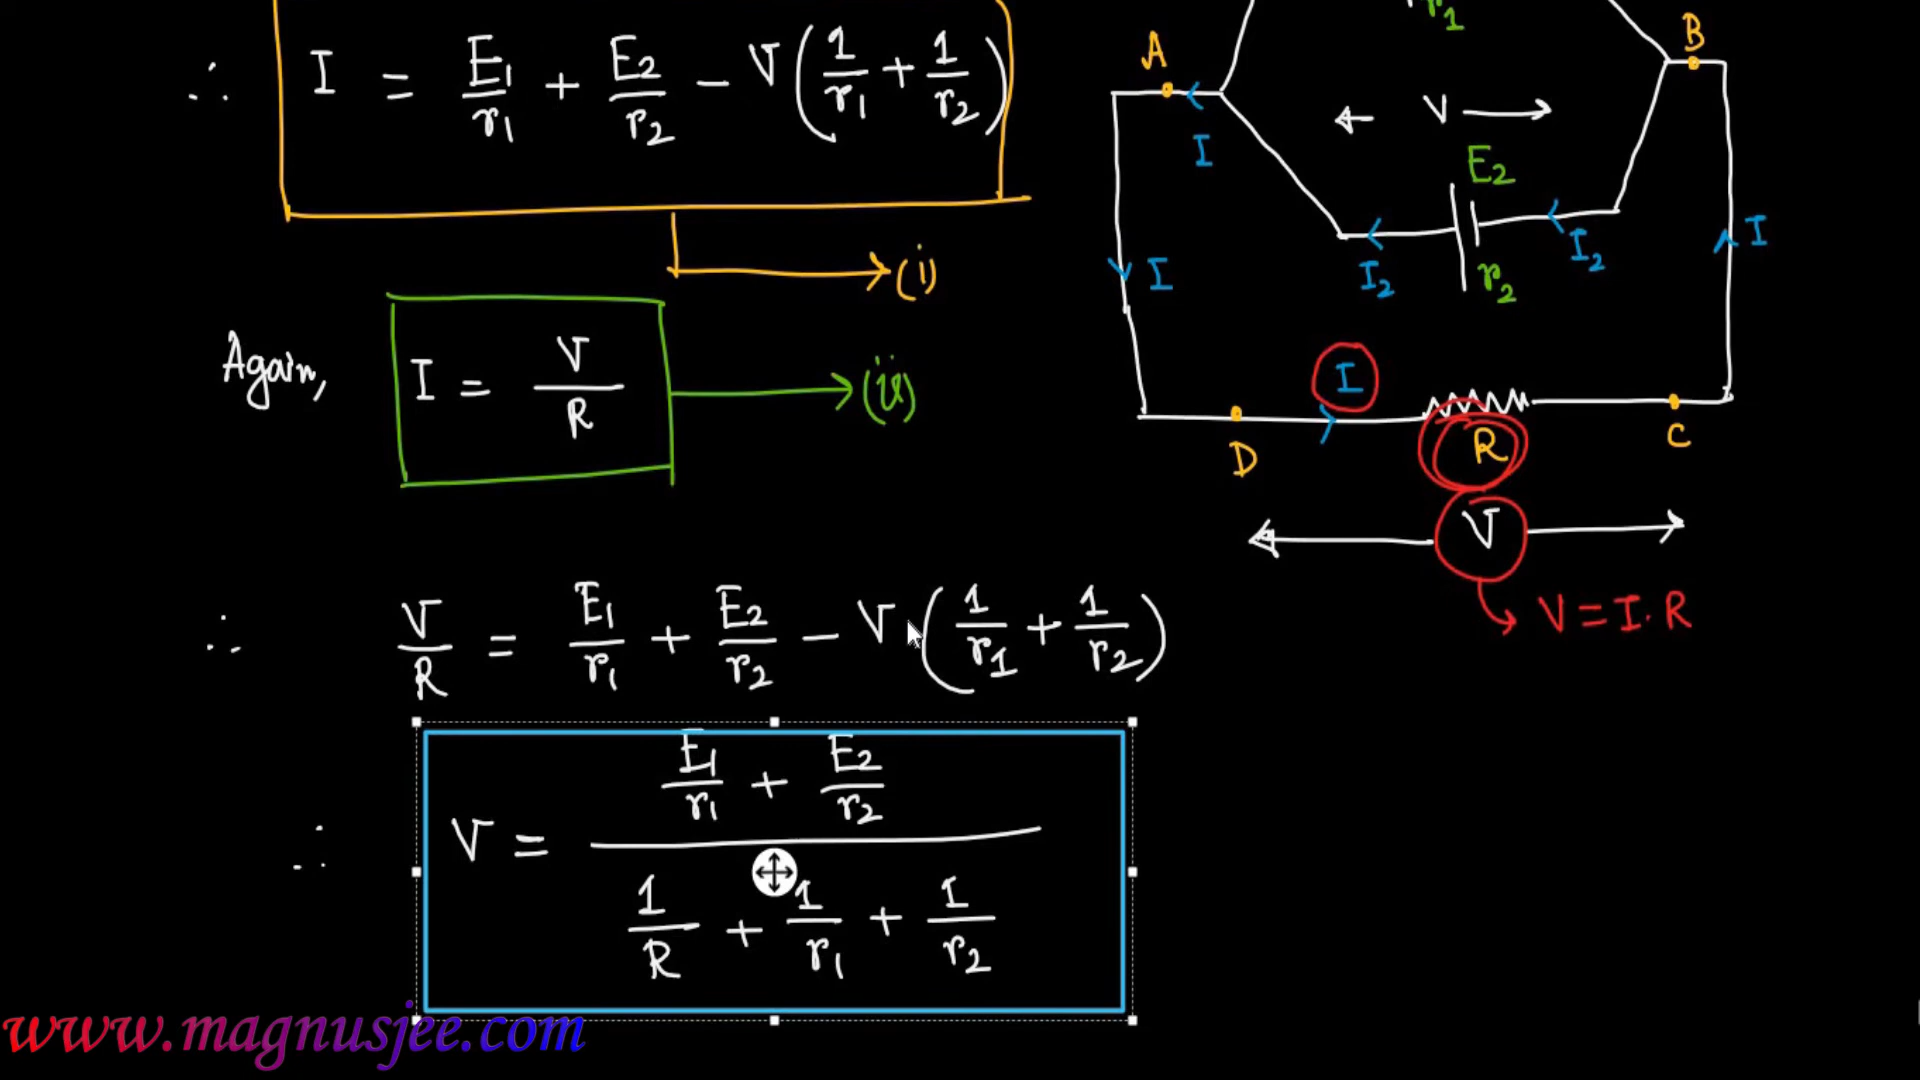 r₁
∴ I = E₁/r₁ + E₂/r₂ − V(1/r₁ + 1/r₂)
A
B
I
V
E₂
I₂
I₂
r₂
I
I
(i)
Again, I = V/R
(ii)
I
R
D
C
V
V = I·R
∴ V/R = E₁/r₁ + E₂/r₂ − V(1/r₁ + 1/r₂)
∴ V = (E₁/r₁ + E₂/r₂)/(1/R + 1/r₁ + 1/r₂)
www.magnusjee.com